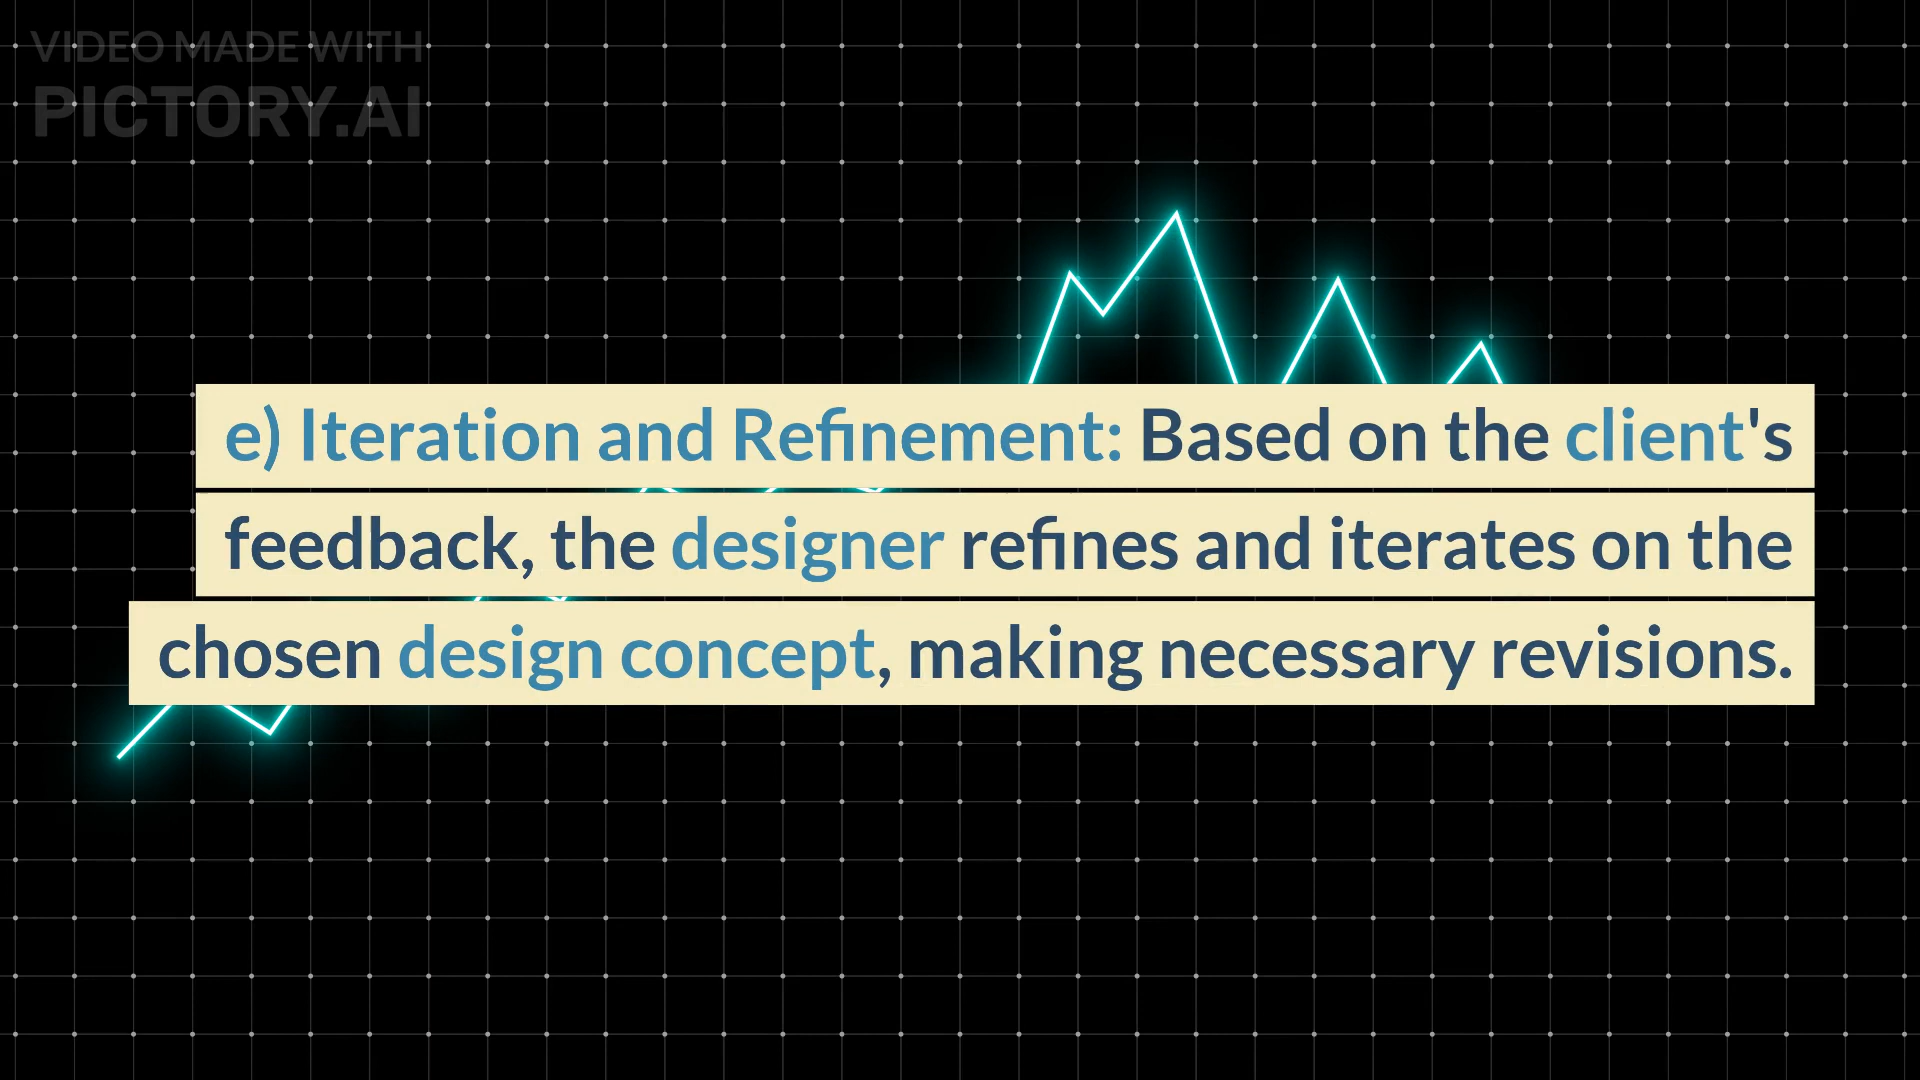 VIDEO MADE WITH
PICTORY.AI
e) Iteration and Refinement: Based on the client's
feedback, the designer refines and iterates on the
chosen design concept, making necessary revisions.